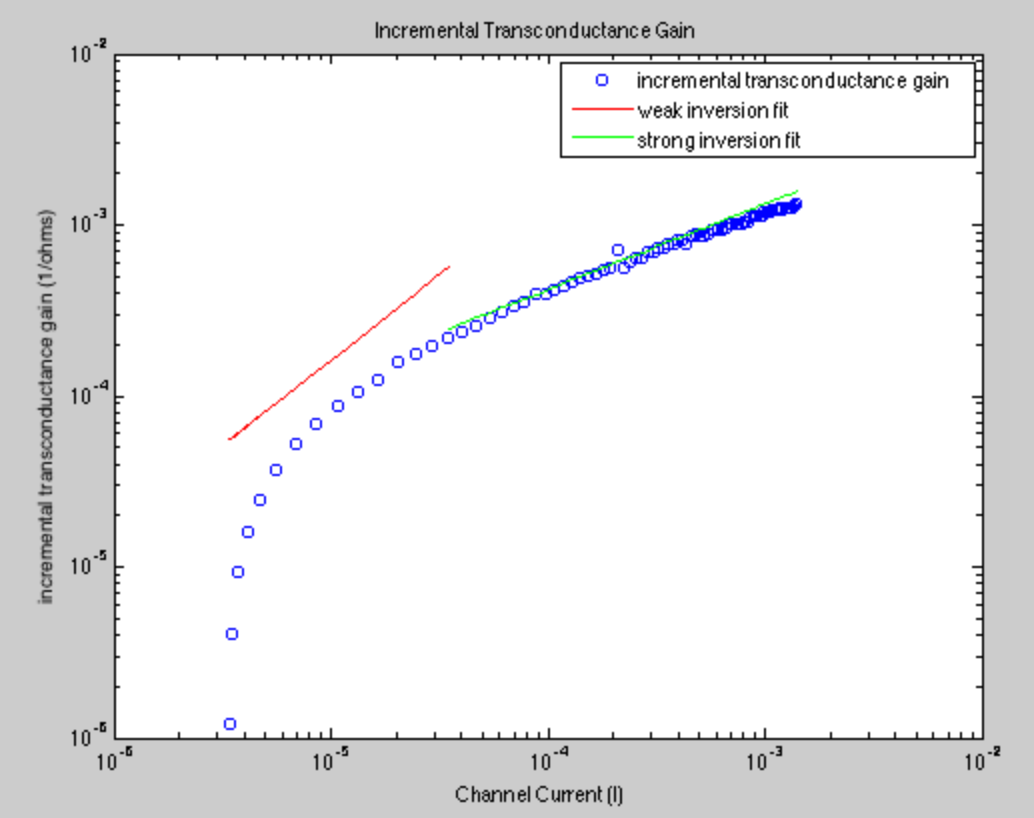 Incremental Transconductance Gain
incremental transconductance gain
weak inversion fit
strong inversion fit
10^-2
10^-3
10^-4
10^-5
10^-6
incremental transconductance gain (1/ohms)
10^-6 10^-5 10^-4 10^-3 10^-2
Channel Current (I)